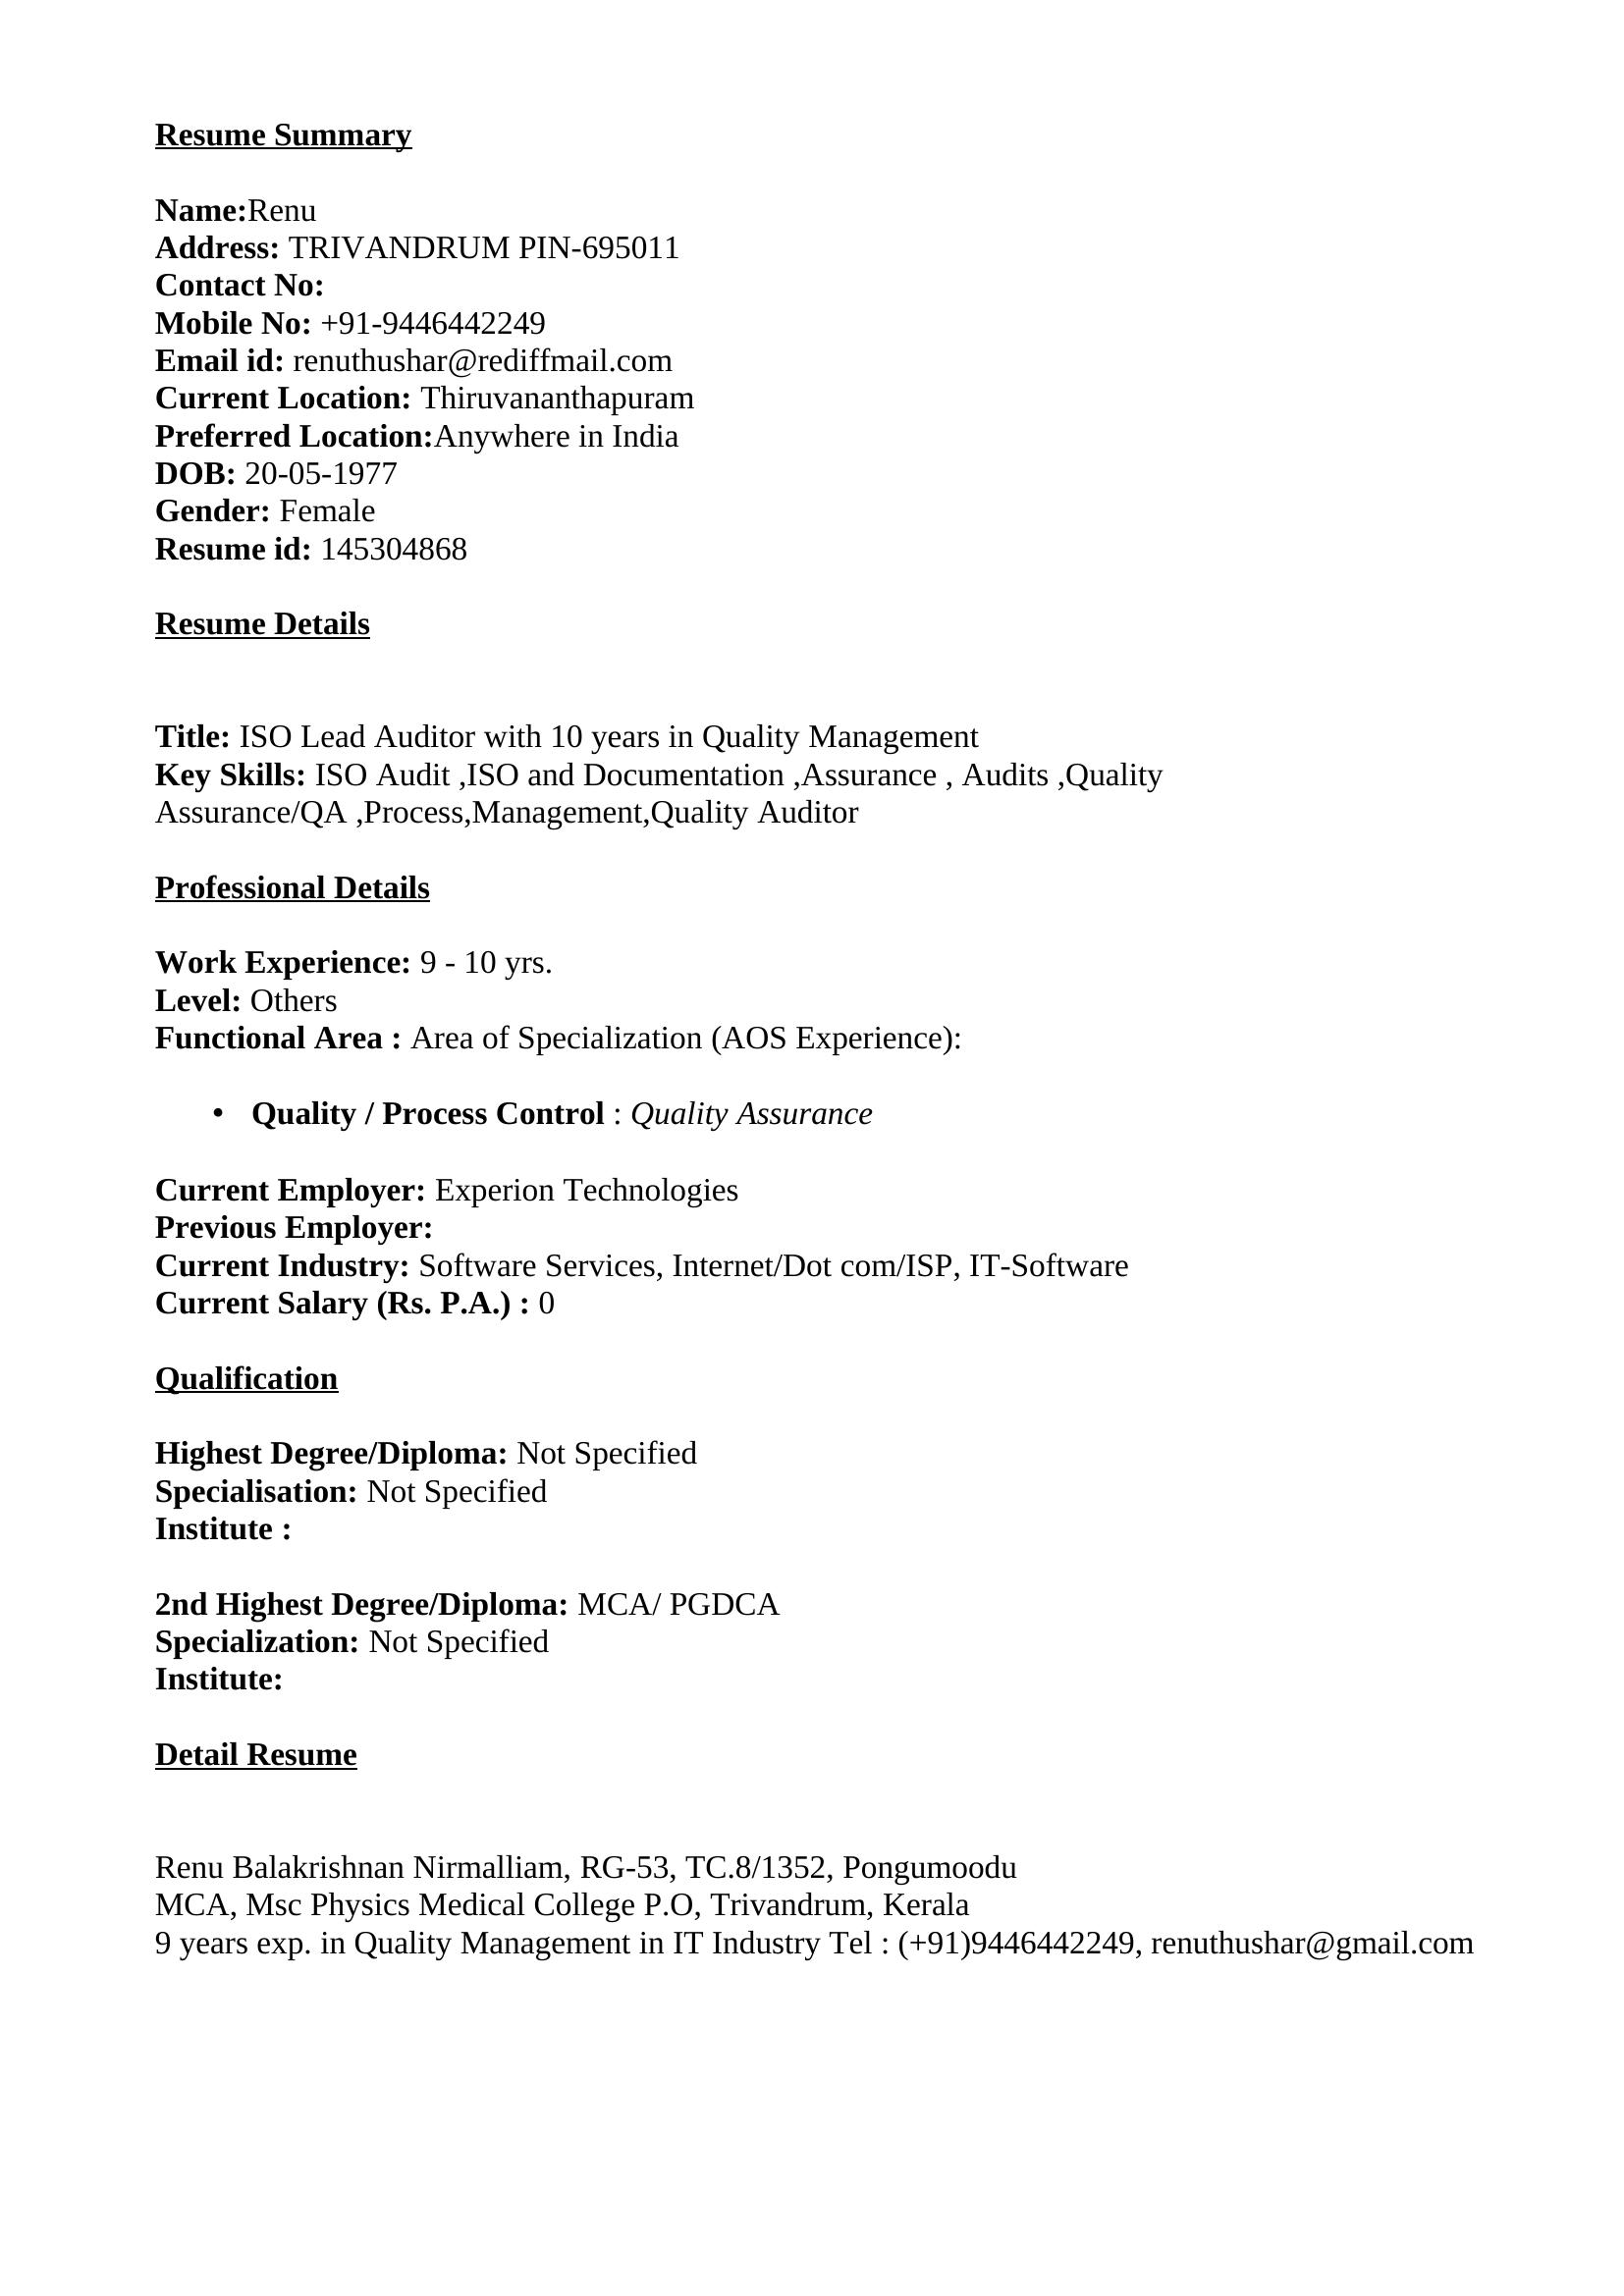 Resume Summary
Name:Renu
Address: TRIVANDRUM PIN-695011
Contact No:
Mobile No: +91-9446442249
Email id: renuthushar@rediffmail.com
Current Location: Thiruvananthapuram
Preferred Location:Anywhere in India
DOB: 20-05-1977
Gender: Female
Resume id: 145304868
Resume Details
Title: ISO Lead Auditor with 10 years in Quality Management
Key Skills: ISO Audit ,ISO and Documentation ,Assurance , Audits ,Quality
Assurance/QA ,Process,Management,Quality Auditor
Professional Details
Work Experience: 9 - 10 yrs.
Level: Others
Functional Area : Area of Specialization (AOS Experience):
• Quality / Process Control : Quality Assurance
Current Employer: Experion Technologies
Previous Employer:
Current Industry: Software Services, Internet/Dot com/ISP, IT-Software
Current Salary (Rs. P.A.) : 0
Qualification
Highest Degree/Diploma: Not Specified
Specialisation: Not Specified
Institute :
2nd Highest Degree/Diploma: MCA/ PGDCA
Specialization: Not Specified
Institute:
Detail Resume
Renu Balakrishnan Nirmalliam, RG-53, TC.8/1352, Pongumoodu
MCA, Msc Physics Medical College P.O, Trivandrum, Kerala
9 years exp. in Quality Management in IT Industry Tel : (+91)9446442249, renuthushar@gmail.com